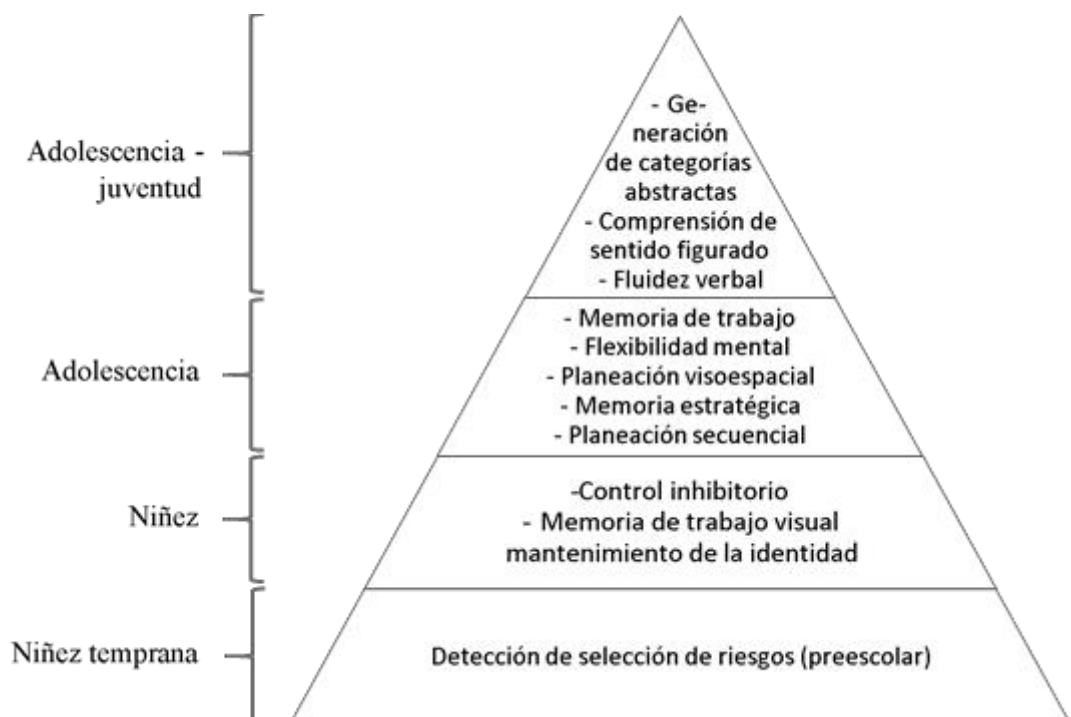 Adolescencia -
juventud
- Ge-
neración
de categorías
abstractas
- Comprensión de
sentido figurado
- Fluidez verbal
Adolescencia
- Memoria de trabajo
- Flexibilidad mental
- Planeación visoespacial
- Memoria estratégica
- Planeación secuencial
Niñez
-Control inhibitorio
- Memoria de trabajo visual
mantenimiento de la identidad
Niñez temprana
Detección de selección de riesgos (preescolar)